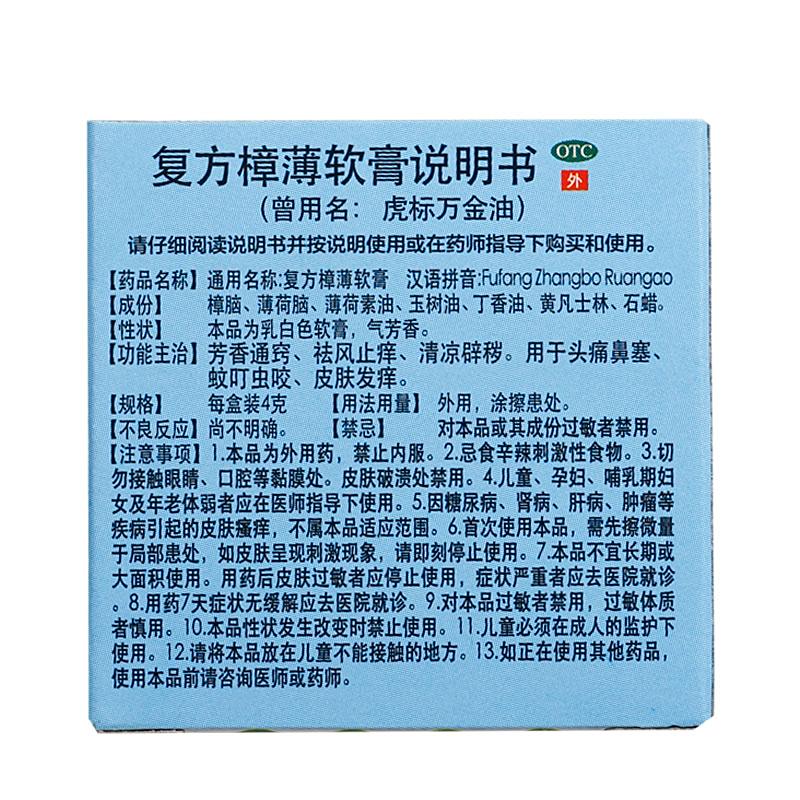 复方樟薄软膏说明书 OTC
外
（曾用名：虎标万金油）
请仔细阅读说明书并按说明使用或在药师指导下购买和使用。
【药品名称】通用名称:复方樟薄软膏 汉语拼音:Fufang Zhangbo Ruangao
【成份】 樟脑、薄荷脑、薄荷素油、玉树油、丁香油、黄凡士林、石蜡。
【性状】 本品为乳白色软膏，气芳香。
【功能主治】芳香通窍、祛风止痒、清凉辟秽。用于头痛鼻塞、
蚊叮虫咬、皮肤发痒。
【规格】 每盒装4克 【用法用量】 外用，涂擦患处。
【不良反应】尚不明确。 【禁忌】 对本品或其成份过敏者禁用。
【注意事项】1.本品为外用药，禁止内服。2.忌食辛辣刺激性食物。3.切
勿接触眼睛、口腔等黏膜处。皮肤破溃处禁用。4.儿童、孕妇、哺乳期妇
女及年老体弱者应在医师指导下使用。5.因糖尿病、肾病、肝病、肿瘤等
疾病引起的皮肤瘙痒，不属本品适应范围。6.首次使用本品，需先擦微量
于局部患处，如皮肤呈现刺激现象，请即刻停止使用。7.本品不宜长期或
大面积使用。用药后皮肤过敏者应停止使用，症状严重者应去医院就诊
。8.用药7天症状无缓解应去医院就诊。9.对本品过敏者禁用，过敏体质
者慎用。10.本品性状发生改变时禁止使用。11.儿童必须在成人的监护下
使用。12.请将本品放在儿童不能接触的地方。13.如正在使用其他药品，
使用本品前请咨询医师或药师。